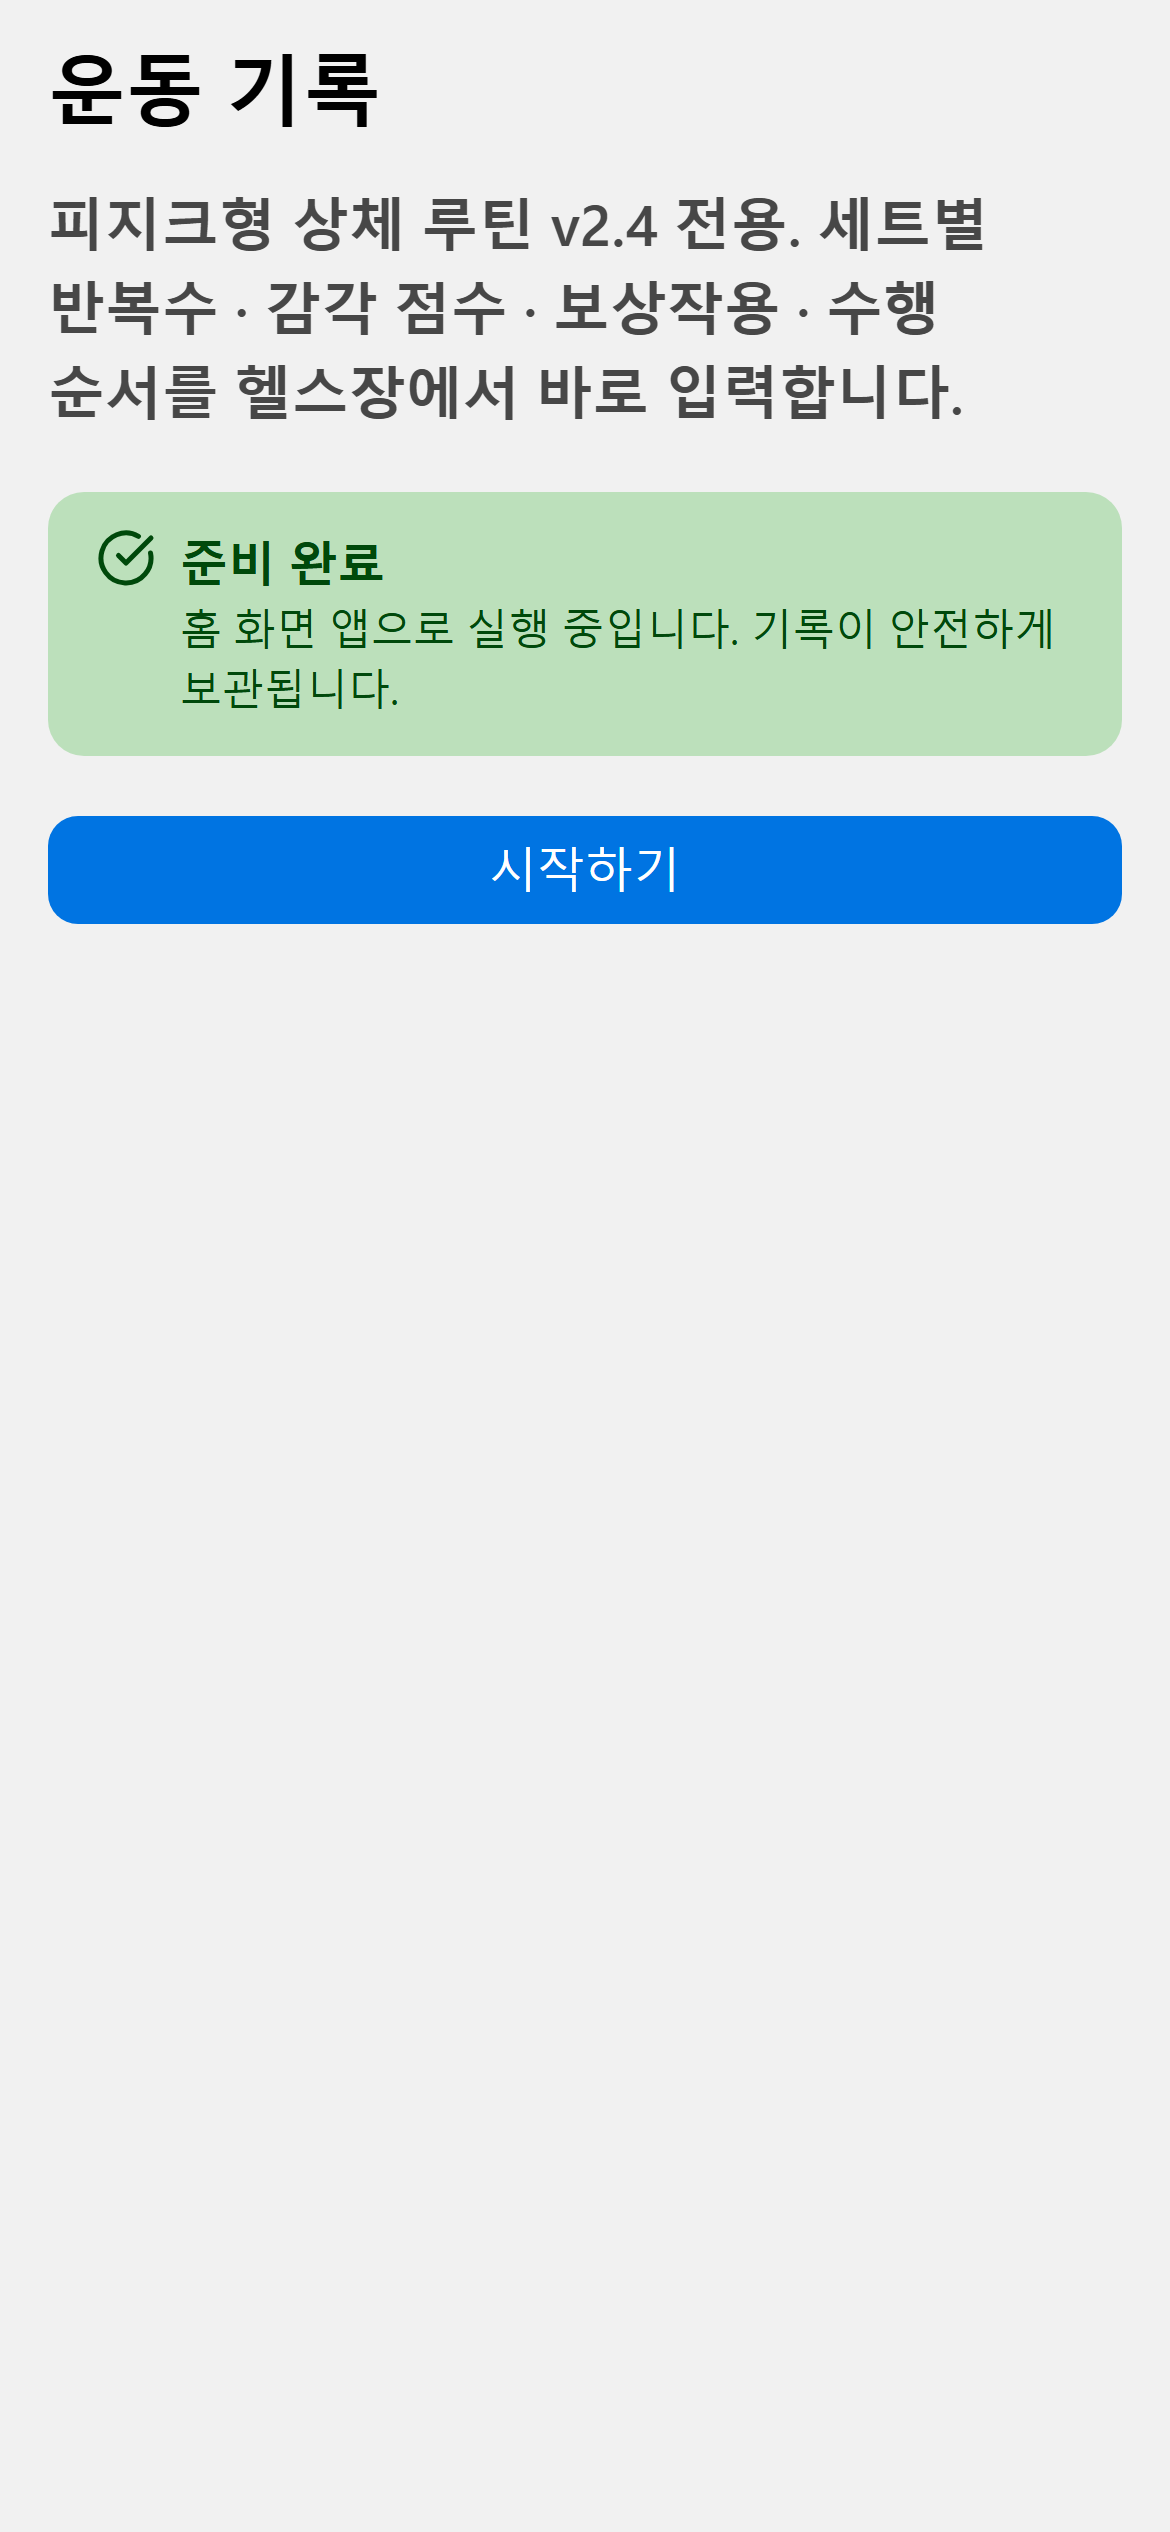 운동 기록
피지크형 상체 루틴 v2.4 전용. 세트별
반복수 · 감각 점수 · 보상작용 · 수행
순서를 헬스장에서 바로 입력합니다.
준비 완료
홈 화면 앱으로 실행 중입니다. 기록이 안전하게
보관됩니다.
시작하기